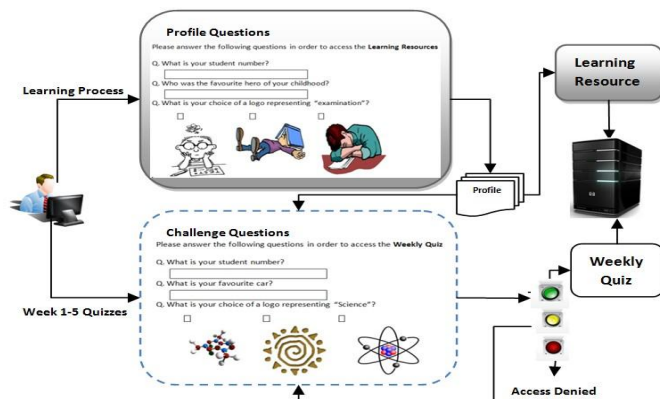 Profile Questions
Please answer the following questions in order to access the Learning Resources
Q. What is your student number?
Q. Who was the favourite hero of your childhood?
Q. What is your choice of a logo representing “examination”?
Learning Process
Learning
Resource
Profile
Challenge Questions
Please answer the following questions in order to access the Weekly Quiz
Q. What is your student number?
Q. What is your favourite car?
Q. What is your choice of a logo representing “Science”?
Week 1-5 Quizzes
Weekly
Quiz
Access Denied